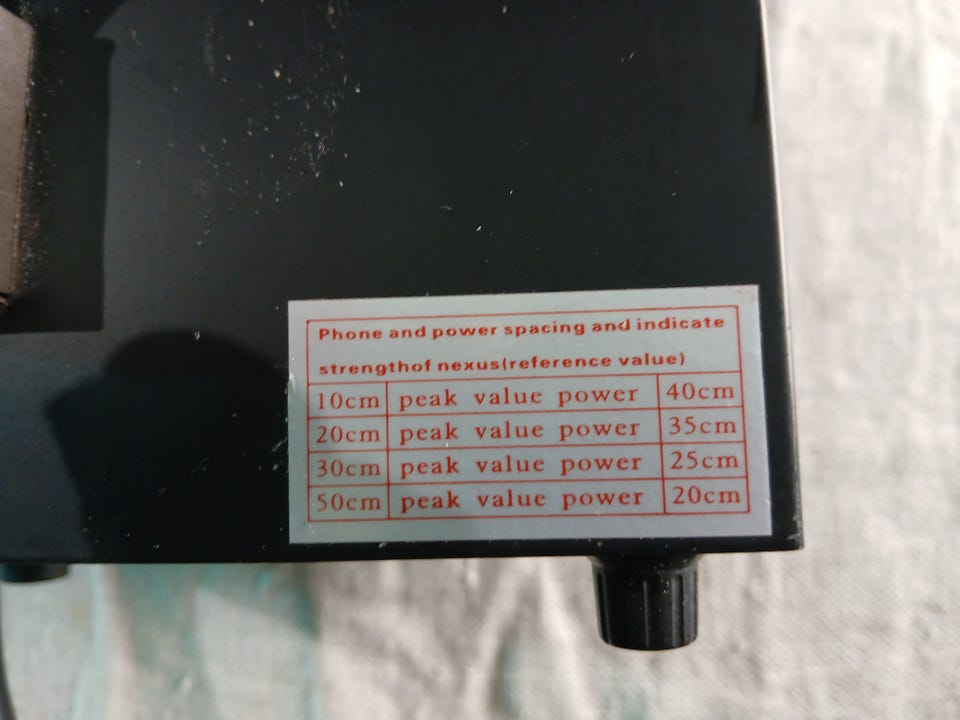 Phone and power spacing and indicate
strengthof nexus(reference value)
10cm peak value power 40cm
20cm peak value power 35cm
30cm peak value power 25cm
50cm peak value power 20cm